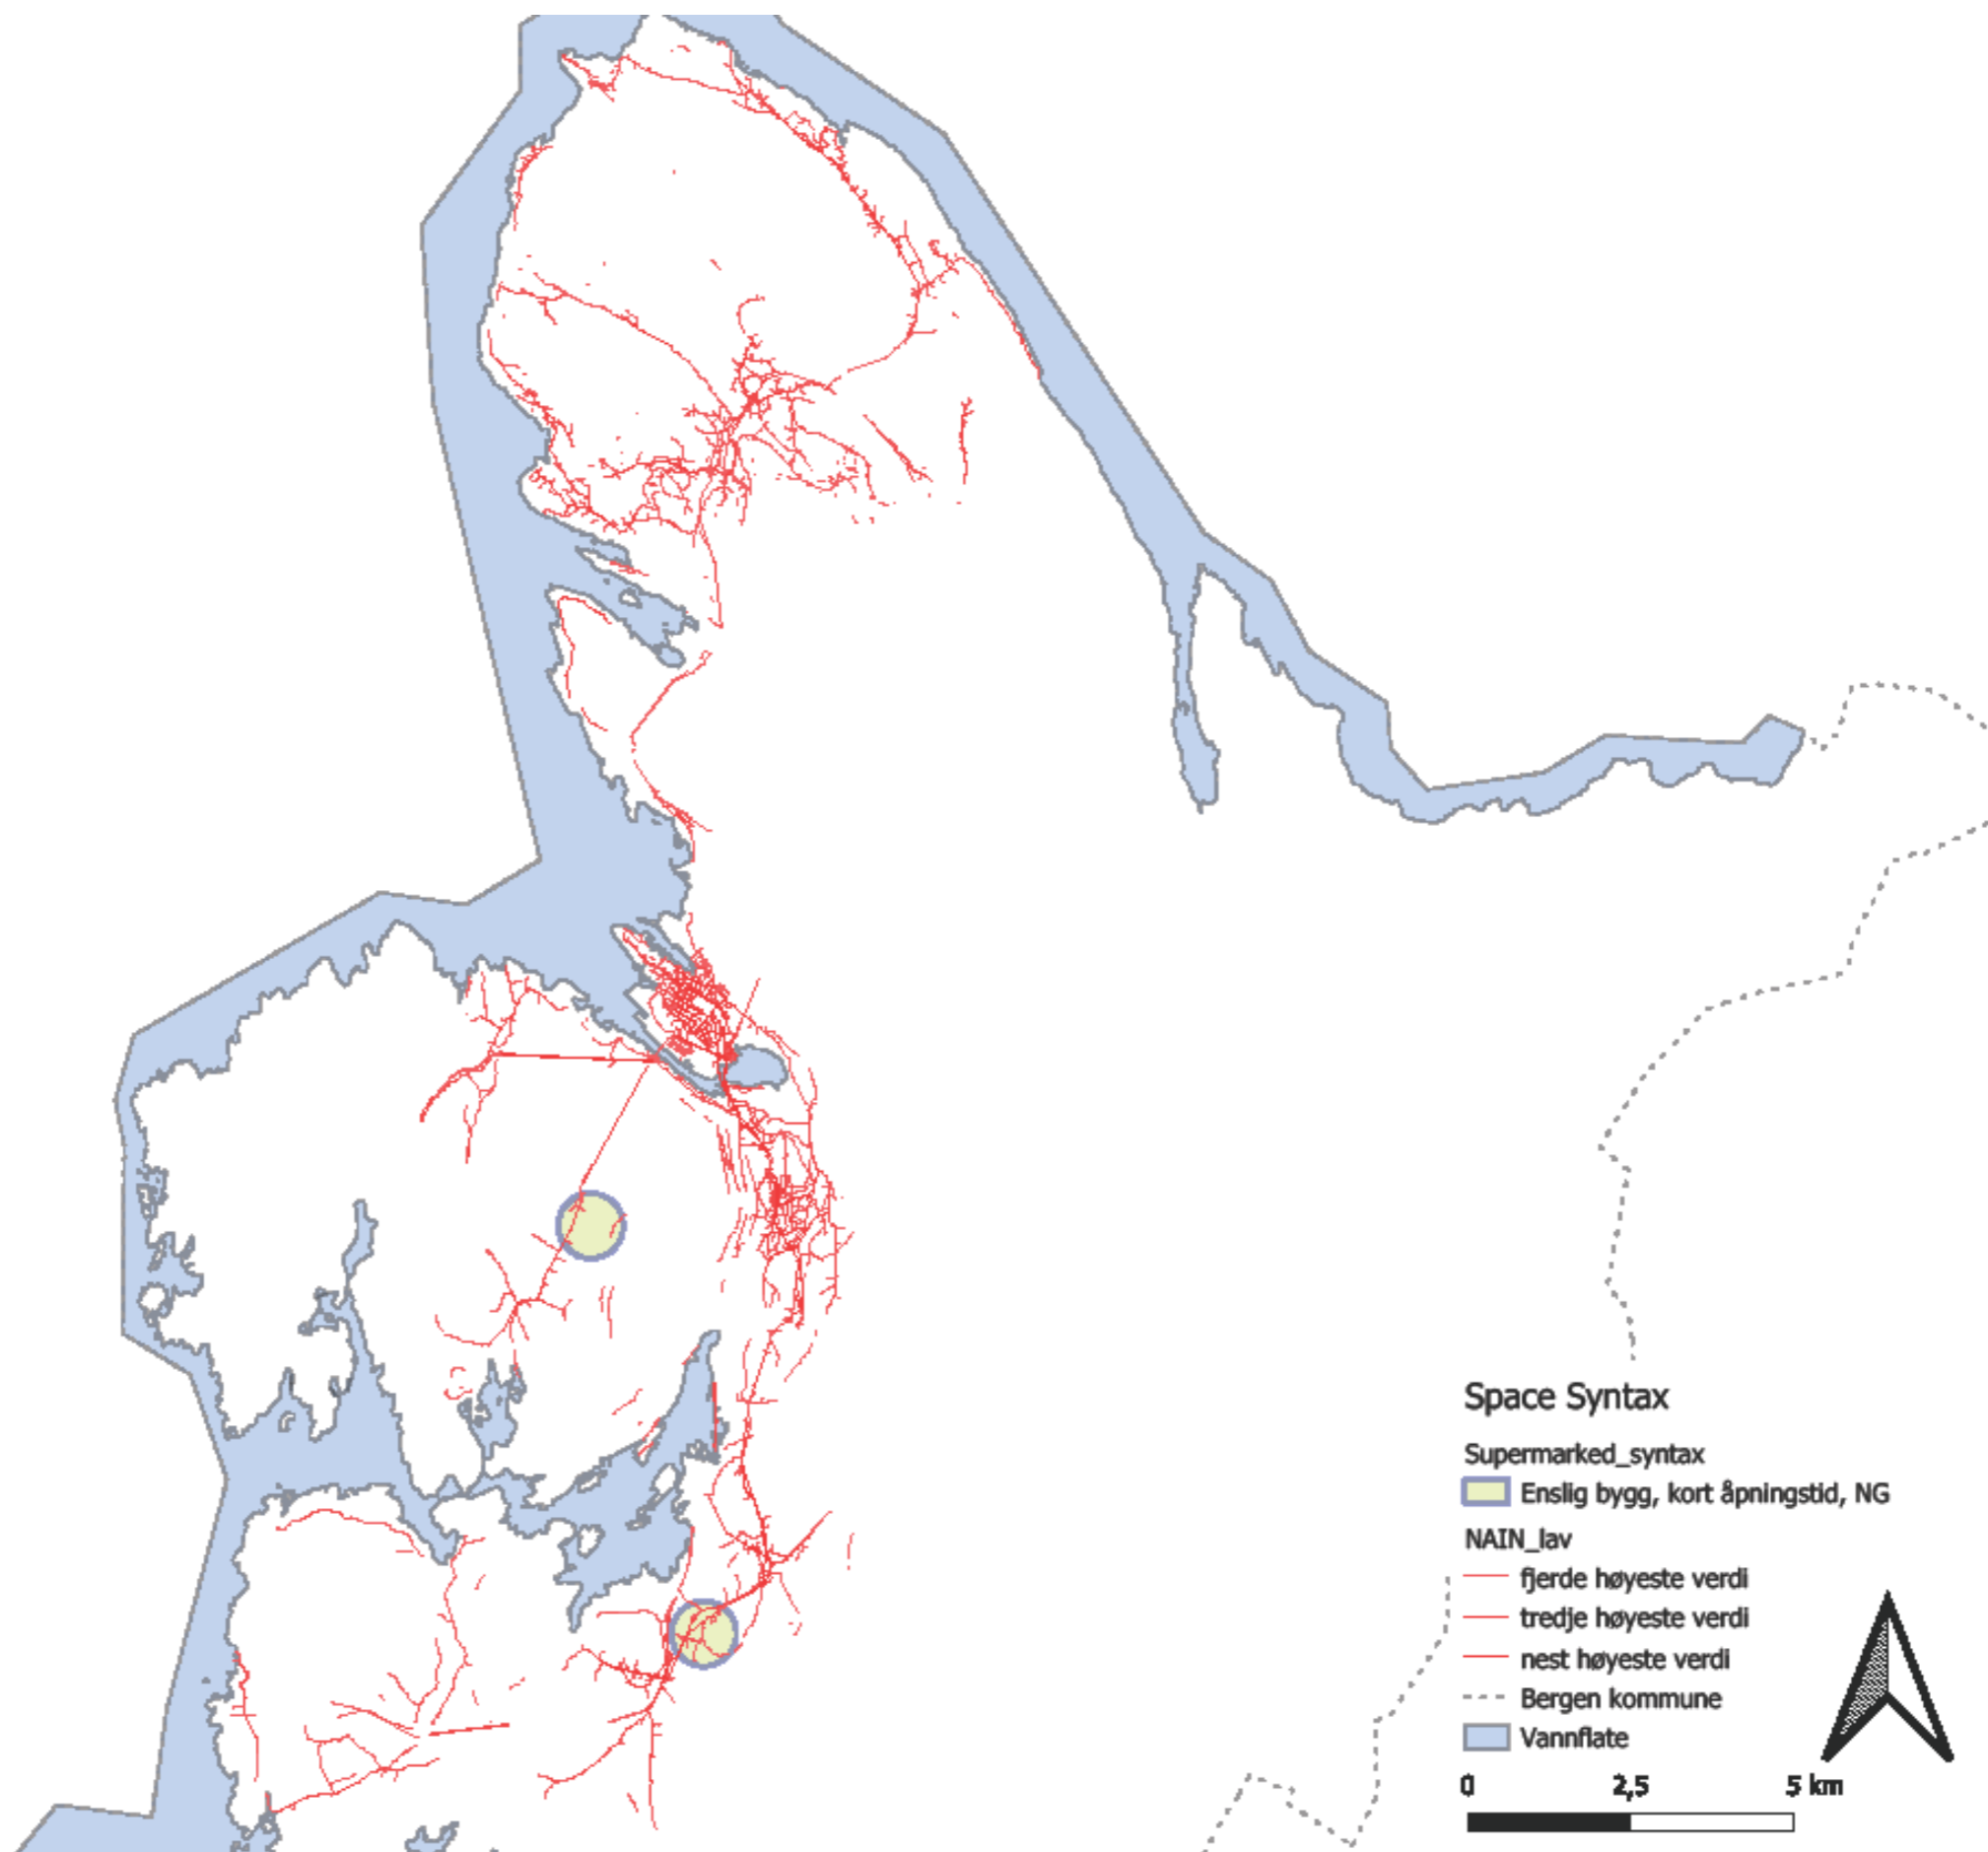 Space Syntax
Supermarked_syntax
Enslig bygg, kort åpningstid, NG
NAIN_lav
fjerde høyeste verdi
tredje høyeste verdi
nest høyeste verdi
Bergen kommune
Vannflate
0 2,5 5 km